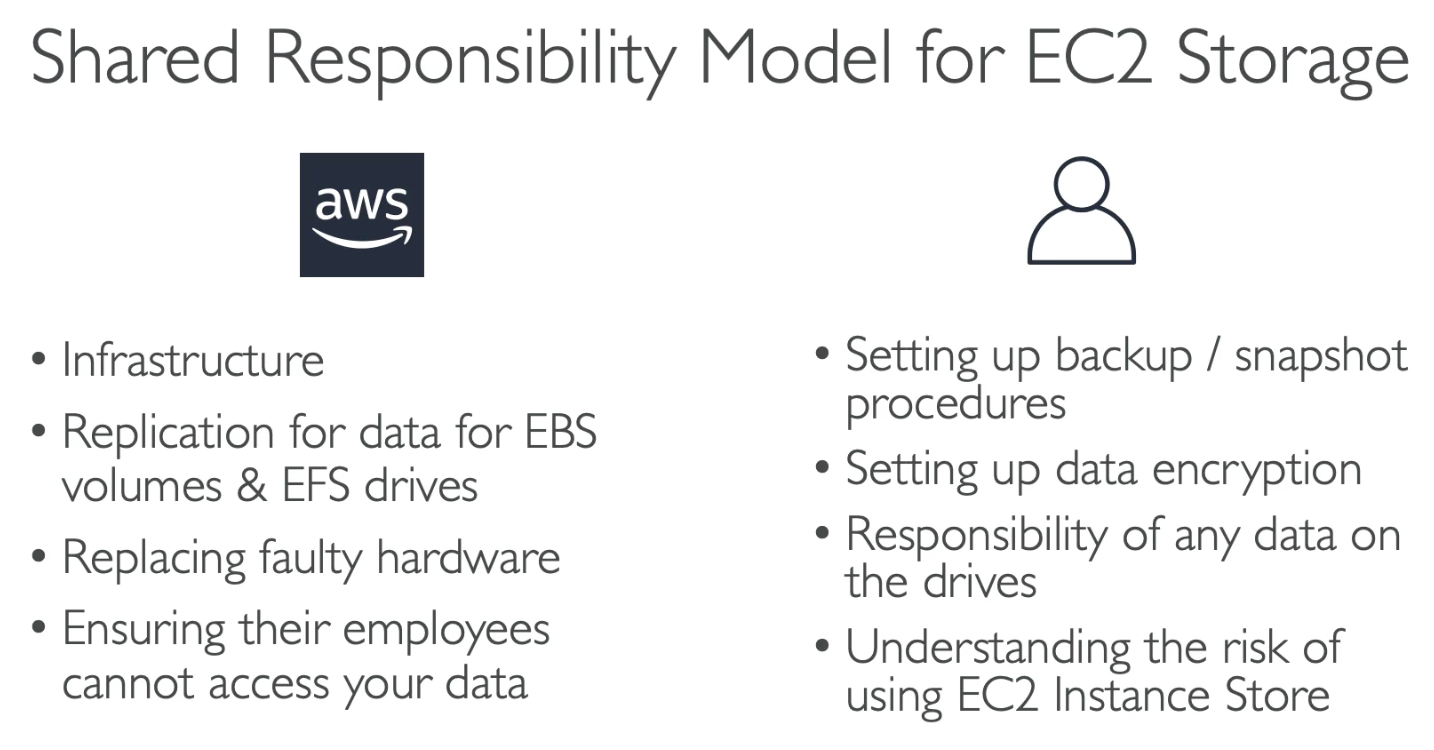 Shared Responsibility Model for EC2 Storage
aws
• Infrastructure
• Replication for data for EBS
volumes & EFS drives
• Replacing faulty hardware
• Ensuring their employees
cannot access your data
• Setting up backup / snapshot
procedures
• Setting up data encryption
• Responsibility of any data on
the drives
• Understanding the risk of
using EC2 Instance Store